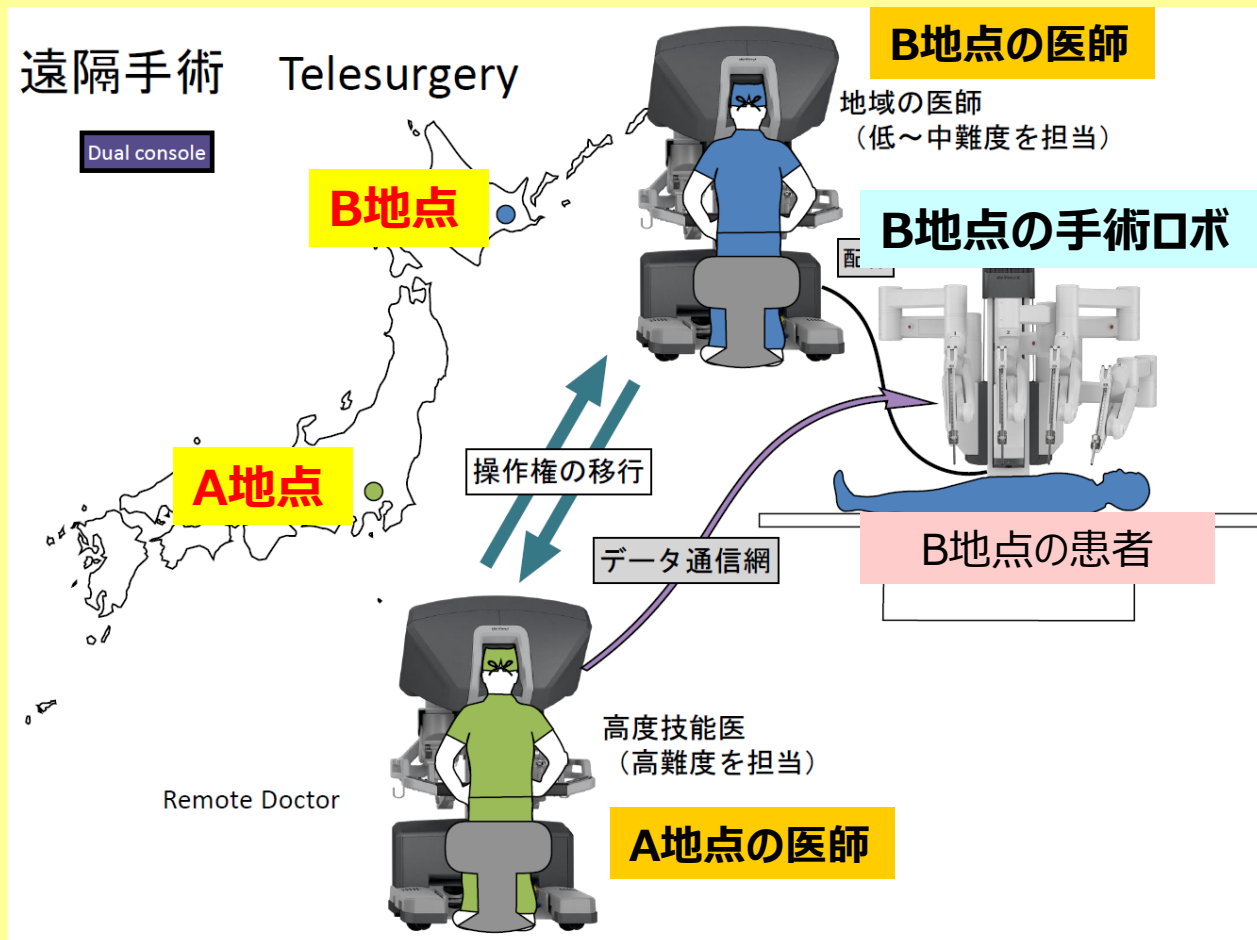 遠隔手術 Telesurgery
Dual console
B地点の医師
地域の医師
（低～中難度を担当）
B地点
B地点の手術ロボ
配
操作権の移行
A地点
データ通信網
B地点の患者
高度技能医
（高難度を担当）
Remote Doctor
A地点の医師